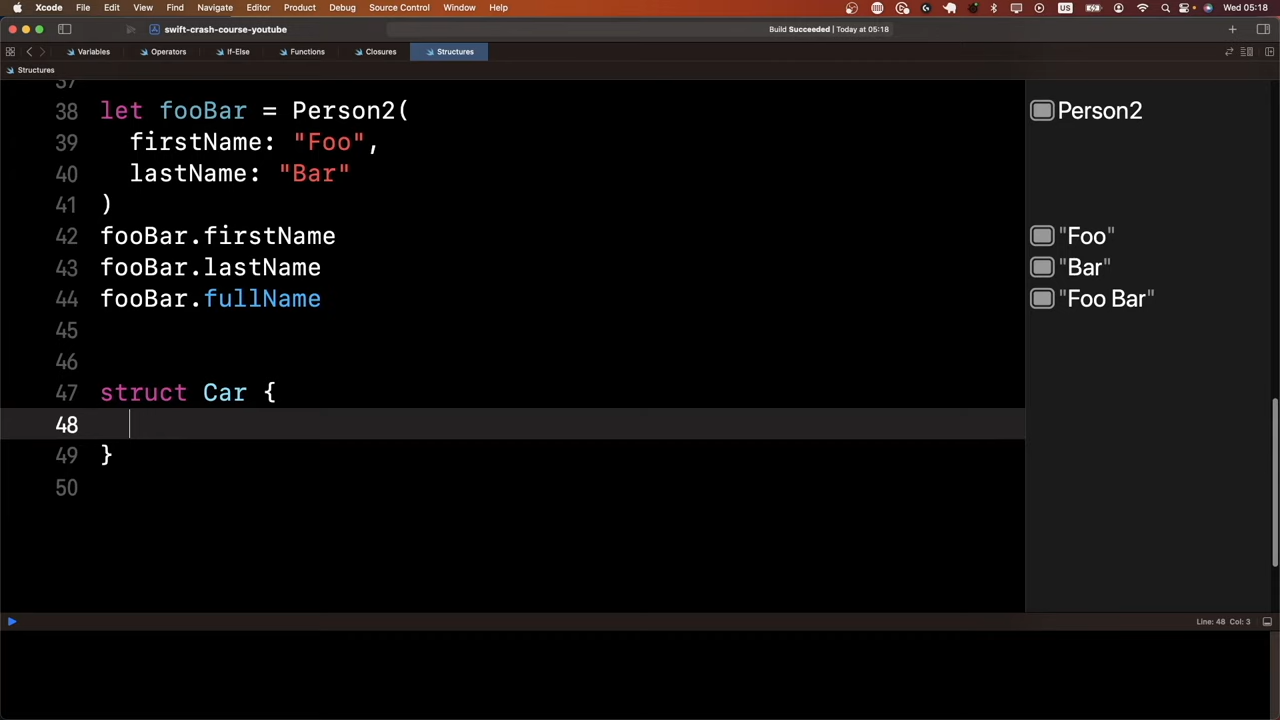 Xcode File Edit View Find Navigate Editor Product Debug Source Control Window Help US Wed 05:18
swift-crash-course-youtube Build Succeeded | Today at 05:18
Variables Operators If-Else Functions Closures Structures
Structures
37
38 let fooBar = Person2( Person2
39 firstName: "Foo",
40 lastName: "Bar"
41 )
42 fooBar.firstName "Foo"
43 fooBar.lastName "Bar"
44 fooBar.fullName "Foo Bar"
45
46
47 struct Car {
48
49 }
50
Line: 48 Col: 3